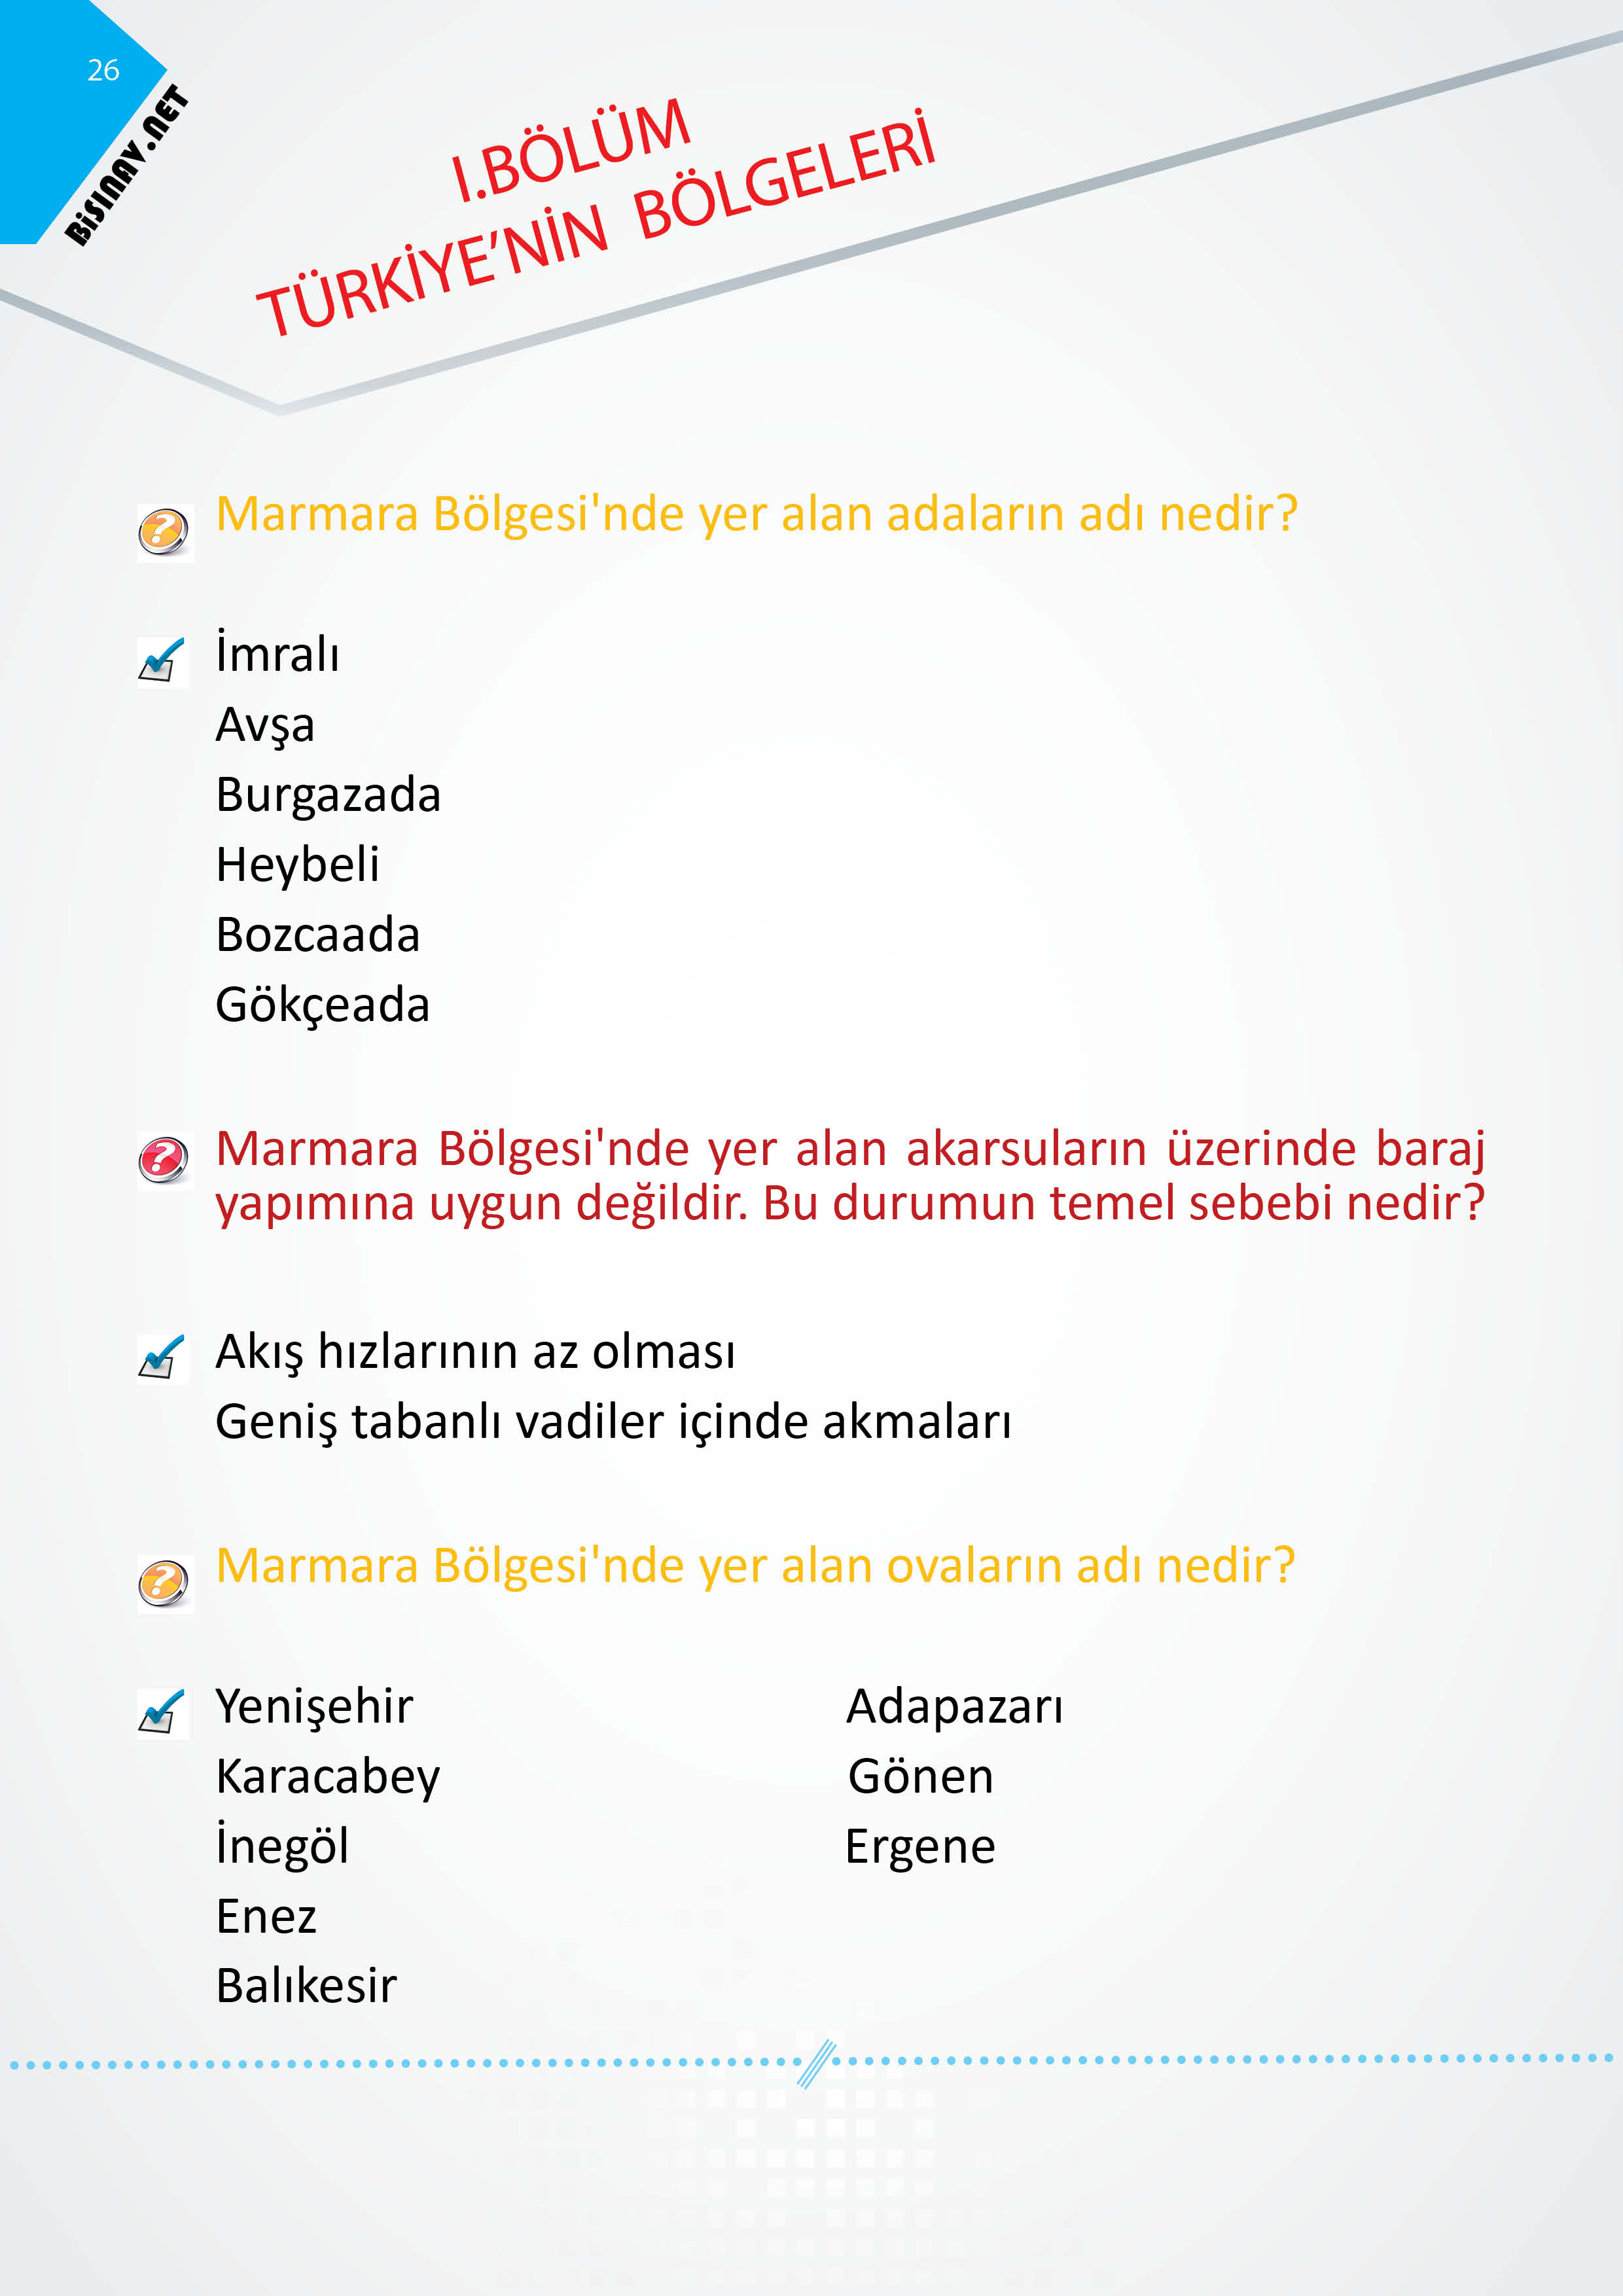 26
BiSINAV.NET
I.BÖLÜM
TÜRKİYE’NİN BÖLGELERİ
Marmara Bölgesi'nde yer alan adaların adı nedir?
İmralı
Avşa
Burgazada
Heybeli
Bozcaada
Gökçeada
Marmara Bölgesi'nde yer alan akarsuların üzerinde baraj
yapımına uygun değildir. Bu durumun temel sebebi nedir?
Akış hızlarının az olması
Geniş tabanlı vadiler içinde akmaları
Marmara Bölgesi'nde yer alan ovaların adı nedir?
Yenişehir
Karacabey
İnegöl
Enez
Balıkesir
Adapazarı
Gönen
Ergene